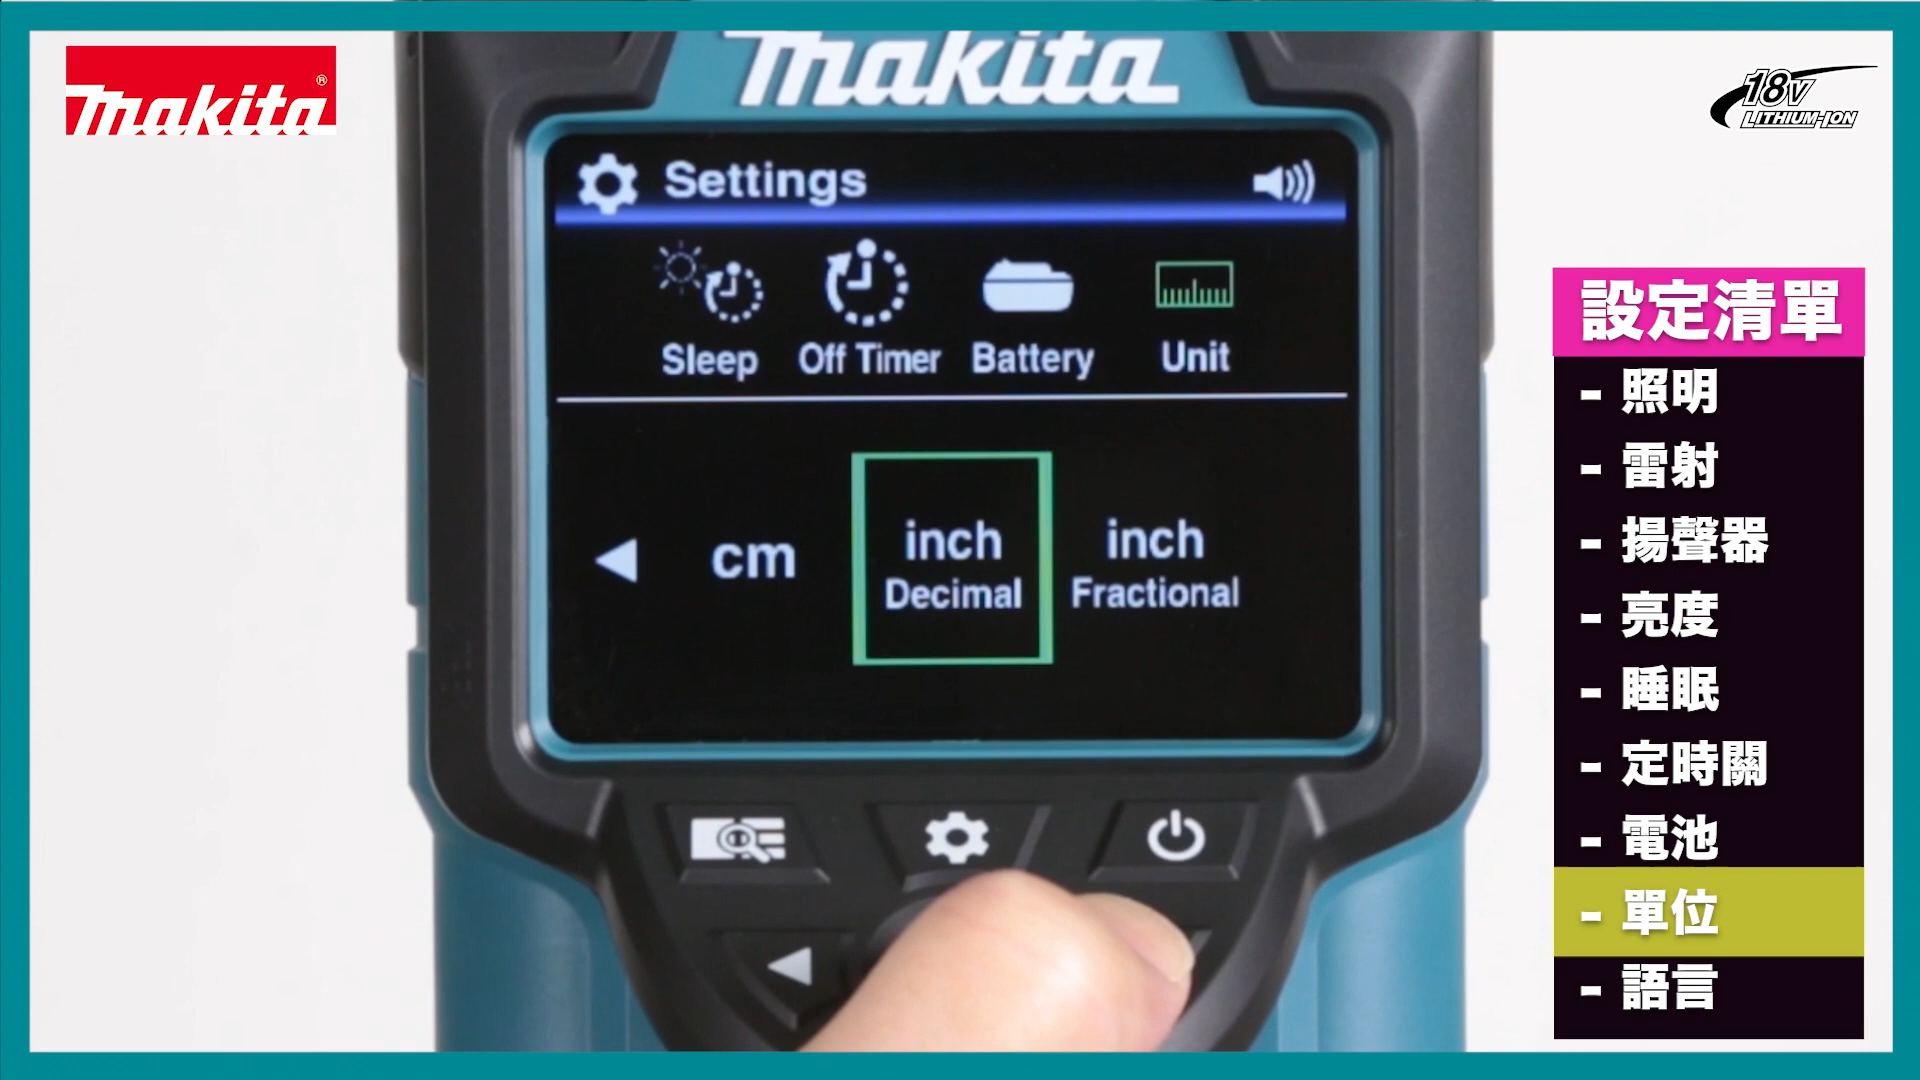 makita
makita®
18V
LITHIUM-ION
Settings
Sleep
Off Timer
Battery
Unit
cm
inch
Decimal
inch
Fractional
設定清單
- 照明
- 雷射
- 揚聲器
- 亮度
- 睡眠
- 定時關
- 電池
- 單位
- 語言